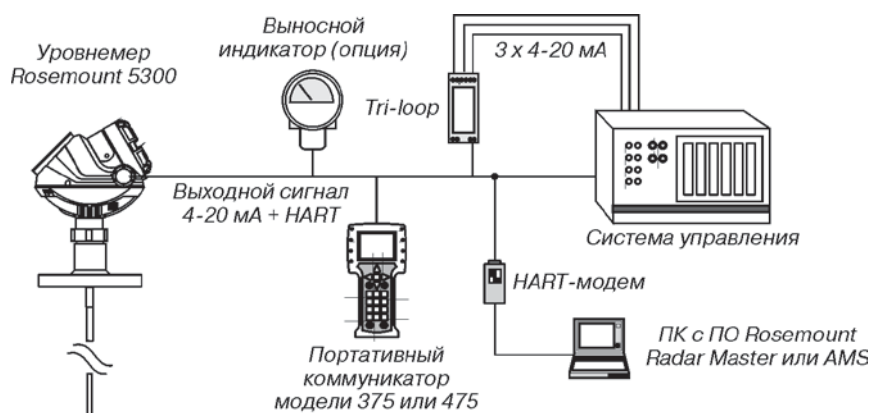 Уровнемер
Rosemount 5300
Выносной
индикатор (опция)
3 x 4-20 мА
Tri-loop
Выходной сигнал
4-20 мА + HART
Система управления
HART-модем
Портативный
коммуникатор
модели 375 или 475
ПК с ПО Rosemount
Radar Master или AMS